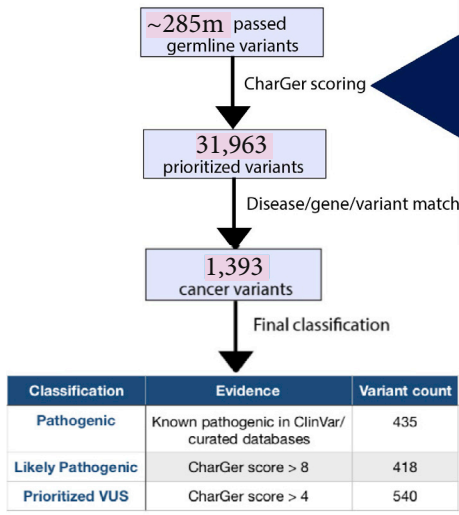 ~285m passed
germline variants
CharGer scoring
31,963
prioritized variants
Disease/gene/variant match
1,393
cancer variants
Final classification
Classification Evidence Variant count
Pathogenic Known pathogenic in ClinVar/ 435
curated databases
Likely Pathogenic CharGer score > 8 418
Prioritized VUS CharGer score > 4 540